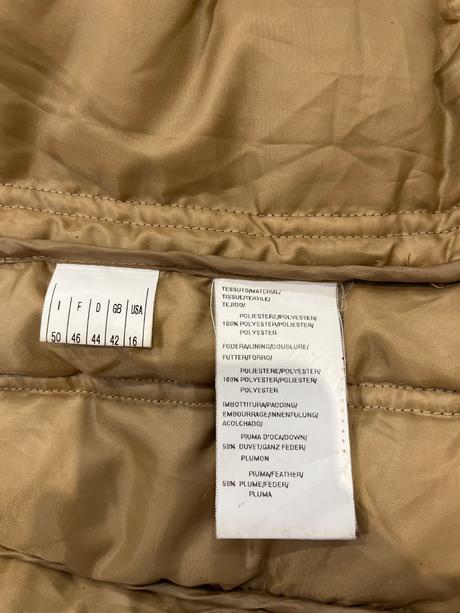 I F D GB USA
50 46 44 42 16
TESSUTO/MATERIAL/
TISSUE/TEXTILE/
TEJIDO/
POLIESTERE/POLYESTER/
100% POLYESTER/POLIESTER/
POLYESTER
FODERA/LINING/DOUBLURE/
FUTTER/FORRO/
POLIESTERE/POLYESTER/
100% POLYESTER/POLIESTER/
POLYESTER
IMBOTTITURA/PADDING/
EMBOURRAGE/INNENFÜLUNG/
ACOLCHADO/
PIUMA D'OCA/DOWN/
50% DUVET/GANZ FEDER/
PLUMON
PIUMA/FEATHER/
50% PLUME/FEDER/
PLUMA